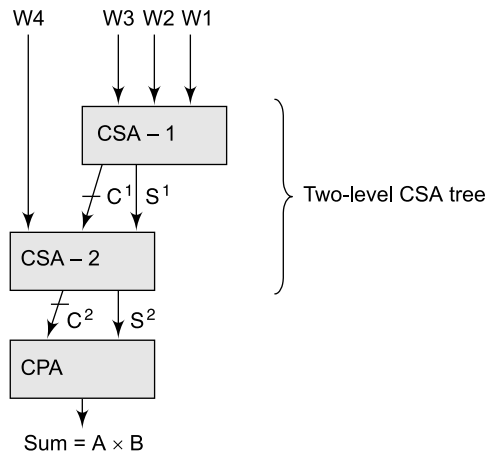 W4 W3 W2 W1
CSA – 1
C¹ S¹
Two-level CSA tree
CSA – 2
C² S²
CPA
Sum = A × B